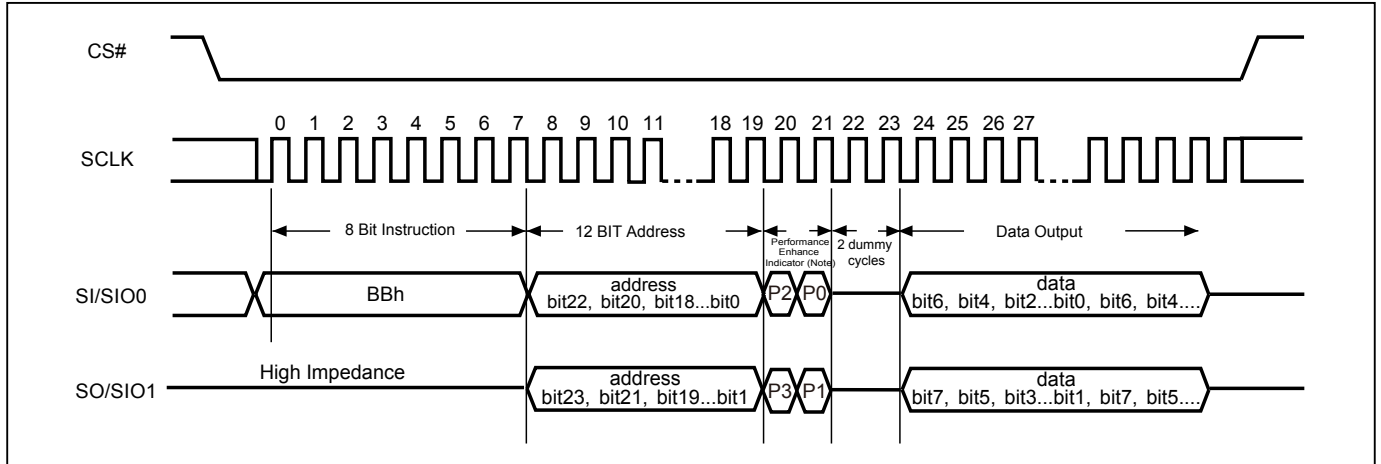 CS#
0 1 2 3 4 5 6 7 8 9 10 11 18 19 20 21 22 23 24 25 26 27
SCLK
8 Bit Instruction
12 BIT Address
Performance
Enhance
Indicator (Note)
2 dummy
cycles
Data Output
SI/SIO0
BBh
address
bit22, bit20, bit18...bit0
P2
P0
data
bit6, bit4, bit2...bit0, bit6, bit4....
SO/SIO1
High Impedance
address
bit23, bit21, bit19...bit1
P3
P1
data
bit7, bit5, bit3...bit1, bit7, bit5....